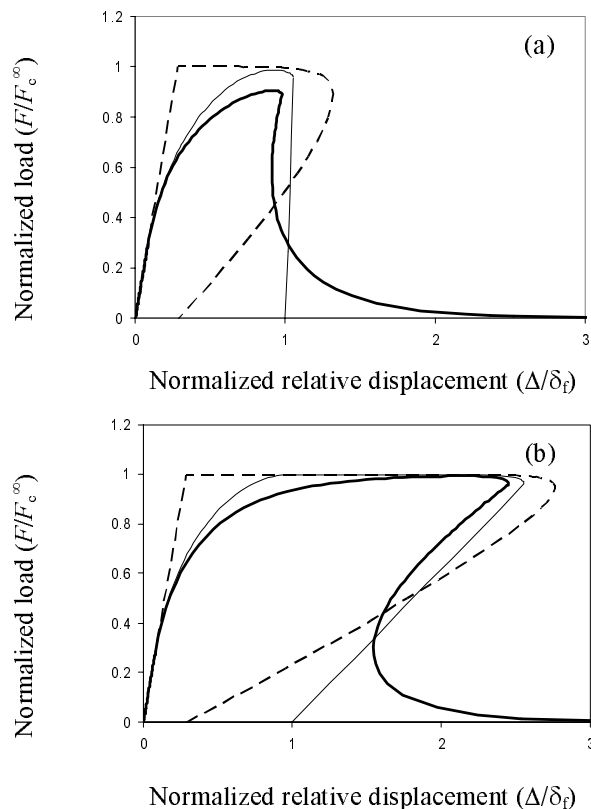 (a)
Normalized load (F/F_c^∞)
1.2
1
0.8
0.6
0.4
0.2
0
0 1 2 3
Normalized relative displacement (Δ/δ_f)
(b)
Normalized load (F/F_c^∞)
1.2
1
0.8
0.6
0.4
0.2
0
0 1 2 3
Normalized relative displacement (Δ/δ_f)